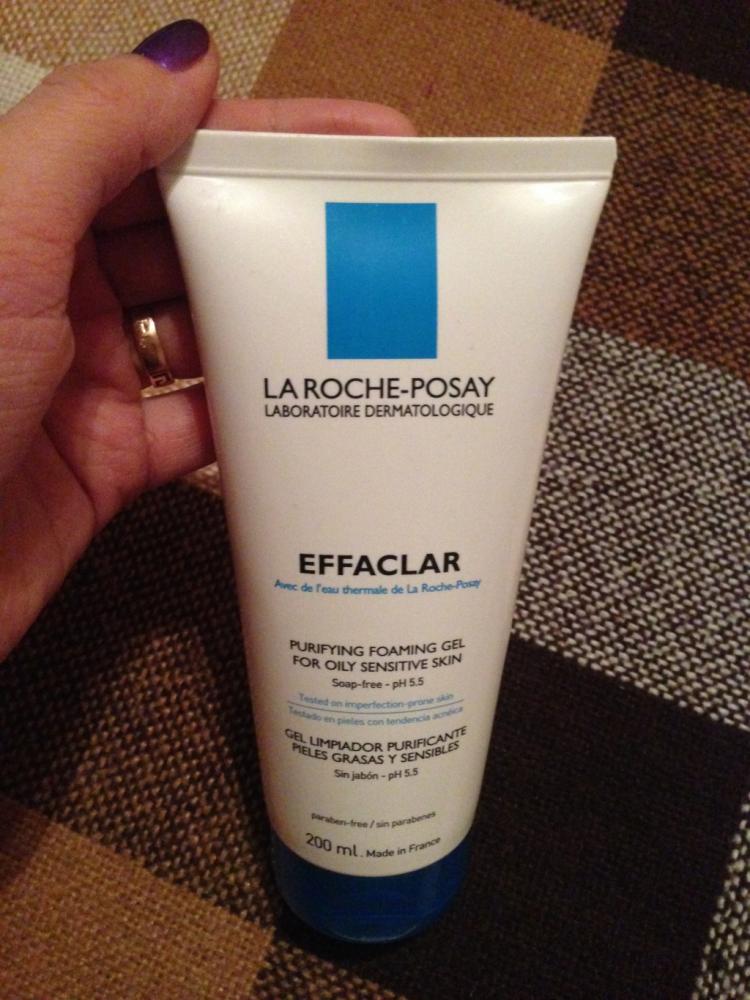 LA ROCHE-POSAY
LABORATOIRE DERMATOLOGIQUE
EFFACLAR
Avec de l'eau thermale de La Roche-Posay
PURIFYING FOAMING GEL
FOR OILY SENSITIVE SKIN
Soap-free - pH 5.5
Tested on imperfection-prone skin
Testado en pieles con tendencia acnéica
GEL LIMPIADOR PURIFICANTE
PIELES GRASAS Y SENSIBLES
Sin jabón - pH 5.5
paraben-free / sin parabenes
200 ml. Made in France